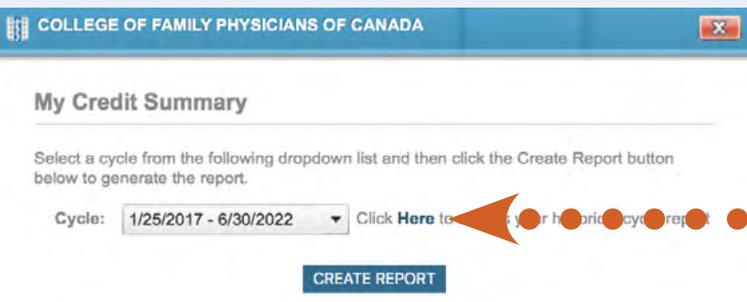 COLLEGE OF FAMILY PHYSICIANS OF CANADA
x
My Credit Summary
Select a cycle from the following dropdown list and then click the Create Report button
below to generate the report.
Cycle: 1/25/2017 - 6/30/2022 Click Here to your report
CREATE REPORT